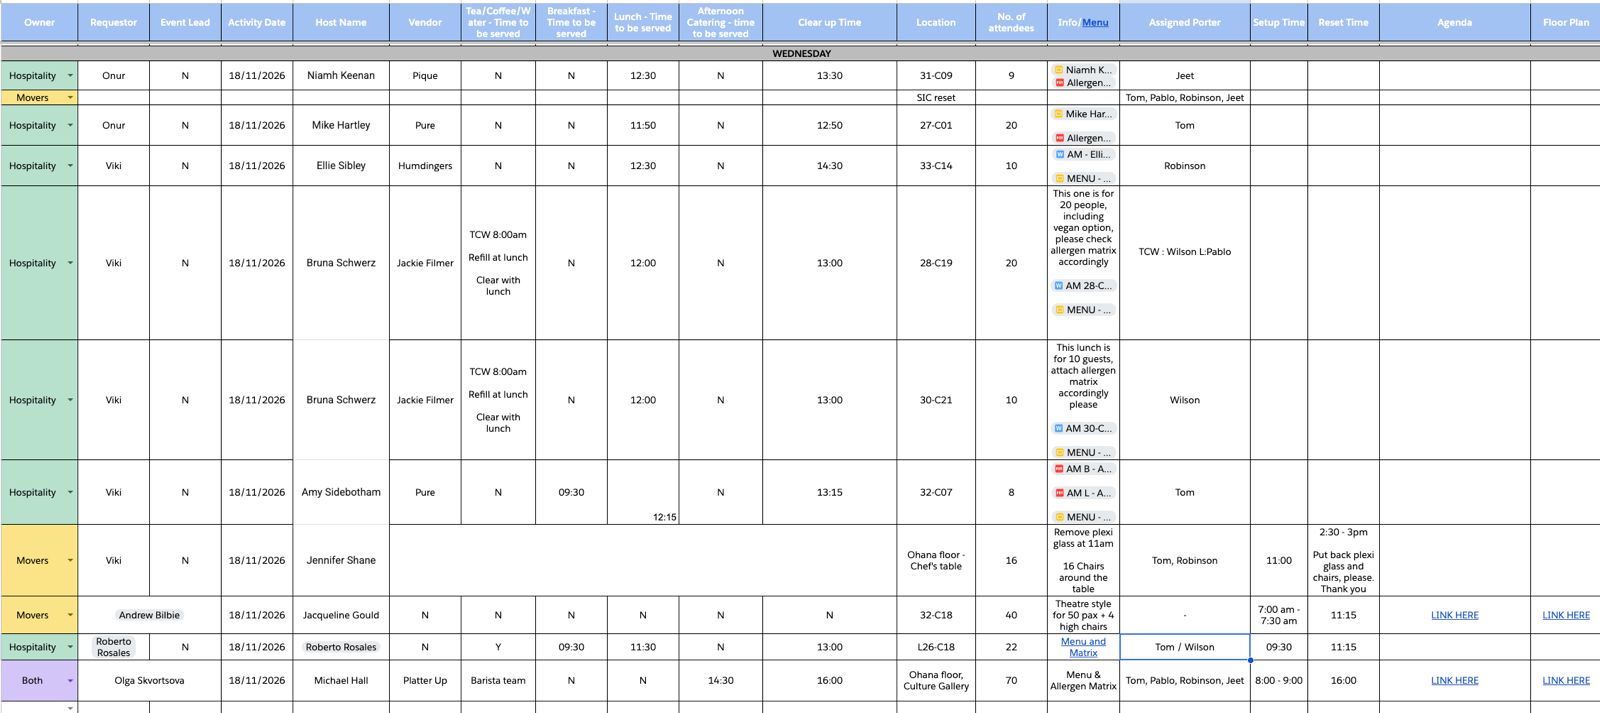 Owner Requestor Event Lead Activity Date Host Name Vendor Tea/Coffee/W ater - Time to be served Breakfast - Time to be served Lunch - Time to be served Afternoon Catering - time to be served Clear up Time Location No. of attendees Info/Menu Assigned Porter Setup Time Reset Time Agenda Floor Plan
WEDNESDAY
Hospitality Onur N 18/11/2026 Niamh Keenan Pique N N 12:30 N 13:30 31-C09 9 Niamh K... Allergen... Jeet
Movers SIC reset Tom, Pablo, Robinson, Jeet
Hospitality Onur N 18/11/2026 Mike Hartley Pure N N 11:50 N 12:50 27-C01 20 Mike Har... Allergen... Tom
Hospitality Viki N 18/11/2026 Ellie Sibley Humdingers N N 12:30 N 14:30 33-C14 10 AM - Elli... MENU - ... Robinson
Hospitality Viki N 18/11/2026 Bruna Schwerz Jackie Filmer TCW 8:00am Refill at lunch Clear with lunch N 12:00 N 13:00 28-C19 20 This one is for 20 people, including vegan option, please check allergen matrix accordingly AM 28-C... MENU - ... TCW : Wilson L:Pablo
Hospitality Viki N 18/11/2026 Bruna Schwerz Jackie Filmer TCW 8:00am Refill at lunch Clear with lunch N 12:00 N 13:00 30-C21 10 This lunch is for 10 guests, attach allergen matrix accordingly please AM 30-C... MENU - ... Wilson
Hospitality Viki N 18/11/2026 Amy Sidebotham Pure N 09:30 12:15 N 13:15 32-C07 8 AM B - A... AM L - A... MENU - ... Tom
Movers Viki N 18/11/2026 Jennifer Shane Ohana floor - Chef's table 16 Remove plexi glass at 11am 16 Chairs around the table Tom, Robinson 11:00 2:30 - 3pm Put back plexi glass and chairs, please. Thank you
Movers Andrew Bilbie 18/11/2026 Jacqueline Gould N N N N N 32-C18 40 Theatre style for 50 pax + 4 high chairs - 7:00 am - 7:30 am 11:15 LINK HERE LINK HERE
Hospitality Roberto Rosales N 18/11/2026 Roberto Rosales N Y 09:30 11:30 N 13:00 L26-C18 22 Menu and Matrix Tom / Wilson 09:30 11:15
Both Olga Skvortsova 18/11/2026 Michael Hall Platter Up Barista team N N 14:30 16:00 Ohana floor, Culture Gallery 70 Menu & Allergen Matrix Tom, Pablo, Robinson, Jeet 8:00 - 9:00 16:00 LINK HERE LINK HERE